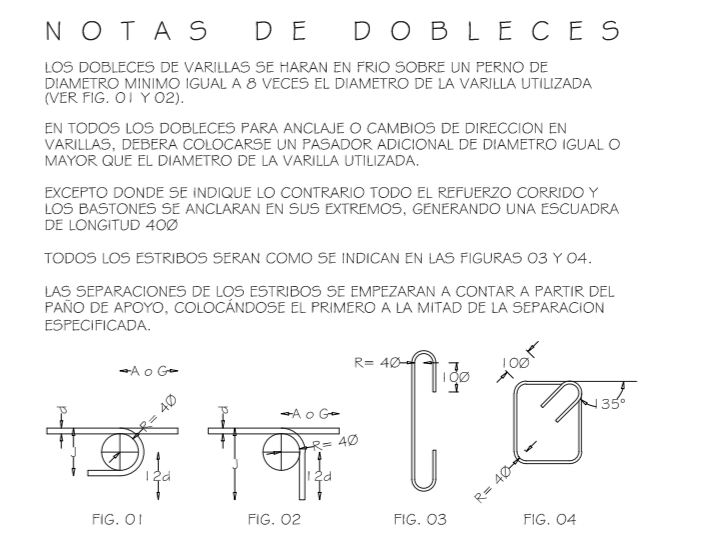 NOTAS DE DOBLECES
LOS DOBLECES DE VARILLAS SE HARAN EN FRIO SOBRE UN PERNO DE
DIAMETRO MINIMO IGUAL A 8 VECES EL DIAMETRO DE LA VARILLA UTILIZADA
(VER FIG. 01 Y 02).
EN TODOS LOS DOBLECES PARA ANCLAJE O CAMBIOS DE DIRECCION EN
VARILLAS, DEBERA COLOCARSE UN PASADOR ADICIONAL DE DIAMETRO IGUAL O
MAYOR QUE EL DIAMETRO DE LA VARILLA UTILIZADA.
EXCEPTO DONDE SE INDIQUE LO CONTRARIO TODO EL REFUERZO CORRIDO Y
LOS BASTONES SE ANCLARAN EN SUS EXTREMOS, GENERANDO UNA ESCUADRA
DE LONGITUD 40Ø
TODOS LOS ESTRIBOS SERAN COMO SE INDICAN EN LAS FIGURAS 03 Y 04.
LAS SEPARACIONES DE LOS ESTRIBOS SE EMPEZARAN A CONTAR A PARTIR DEL
PAÑO DE APOYO, COLOCÁNDOSE EL PRIMERO A LA MITAD DE LA SEPARACION
ESPECIFICADA.
A o G
d
R= 4Ø
J
12d
FIG. 01
d
A o G
R= 4Ø
J
12d
FIG. 02
R= 4Ø
10Ø
FIG. 03
10Ø
135°
R= 4Ø
FIG. 04